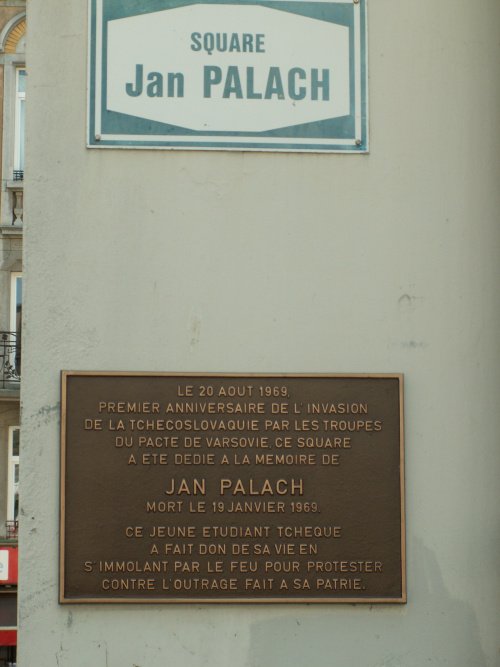 SQUARE
Jan PALACH
LE 20 AOUT 1969,
PREMIER ANNIVERSAIRE DE L'INVASION
DE LA TCHECOSLOVAQUIE PAR LES TROUPES
DU PACTE DE VARSOVIE, CE SQUARE
A ETE DEDIE A LA MEMOIRE DE
JAN PALACH
MORT LE 19 JANVIER 1969.
CE JEUNE ETUDIANT TCHEQUE
A FAIT DON DE SA VIE EN
S'IMMOLANT PAR LE FEU POUR PROTESTER
CONTRE L'OUTRAGE FAIT A SA PATRIE.